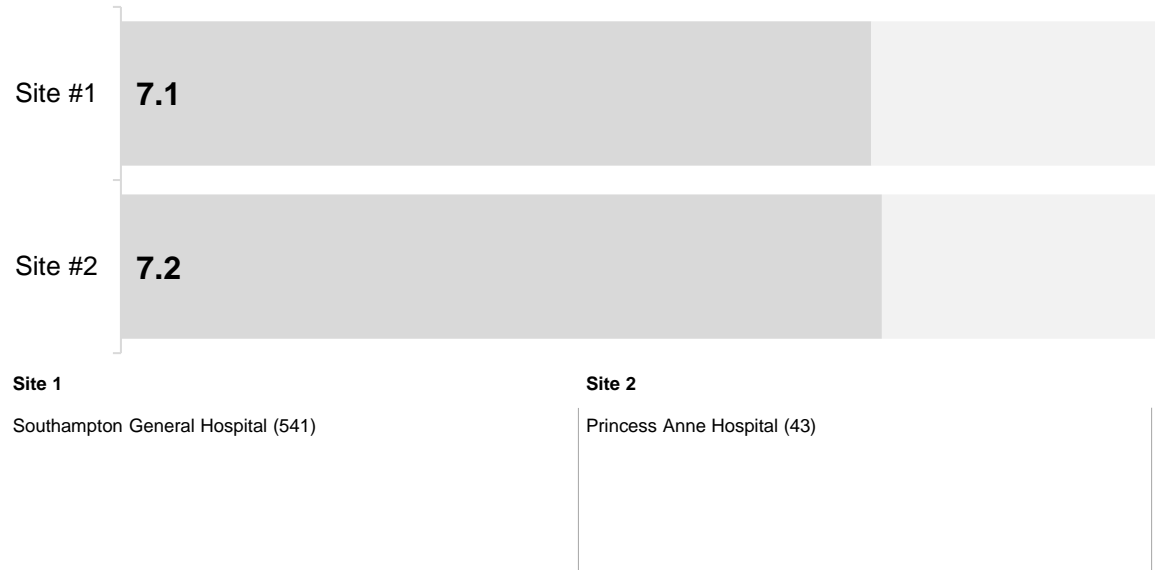 Site #1
7.1
Site #2
7.2
Site 1
Site 2
Southampton General Hospital (541)
Princess Anne Hospital (43)